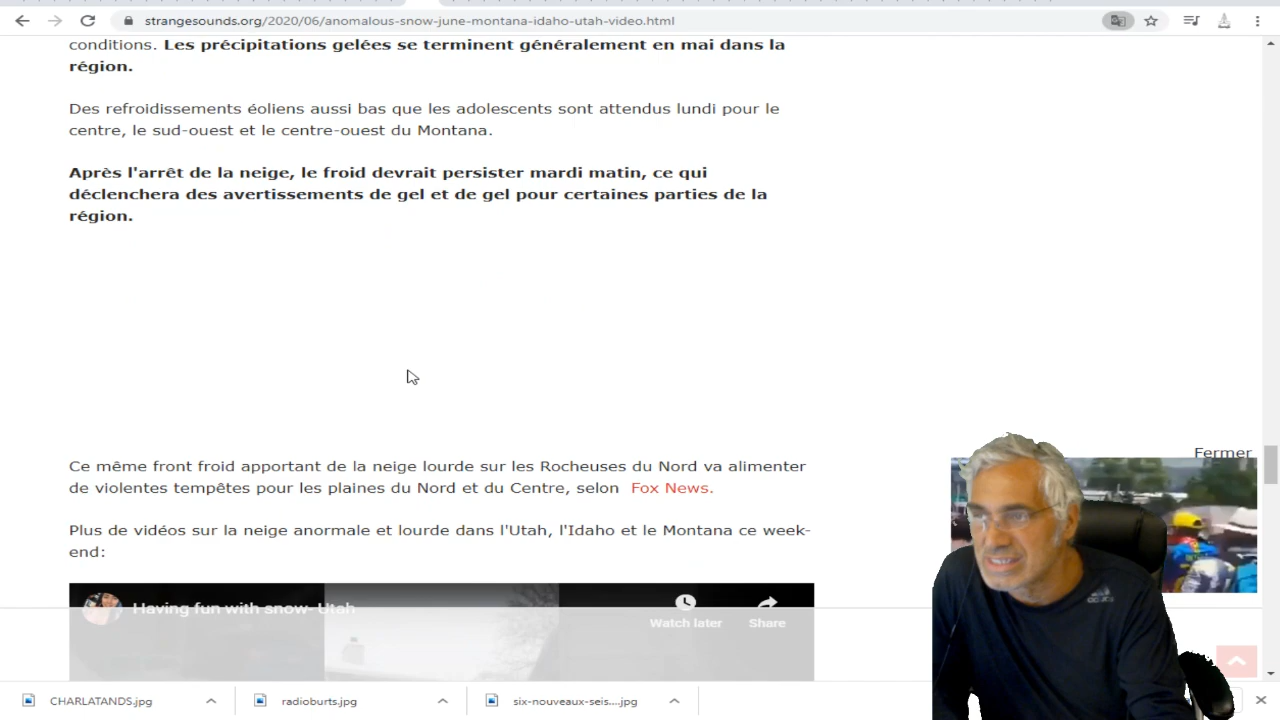 strangesounds.org/2020/06/anomalous-snow-june-montana-idaho-utah-video.html
conditions. Les précipitations gelées se terminent généralement en mai dans la
région.
Des refroidissements éoliens aussi bas que les adolescents sont attendus lundi pour le
centre, le sud-ouest et le centre-ouest du Montana.
Après l'arrêt de la neige, le froid devrait persister mardi matin, ce qui
déclenchera des avertissements de gel et de gel pour certaines parties de la
région.
Fermer
Ce même front froid apportant de la neige lourde sur les Rocheuses du Nord va alimenter
de violentes tempêtes pour les plaines du Nord et du Centre, selon Fox News.
Plus de vidéos sur la neige anormale et lourde dans l'Utah, l'Idaho et le Montana ce week-
end:
Having fun with snow- Utah
Watch later
Share
adidas
CHARLATANDS.jpg
radioburts.jpg
six-nouveaux-seis....jpg